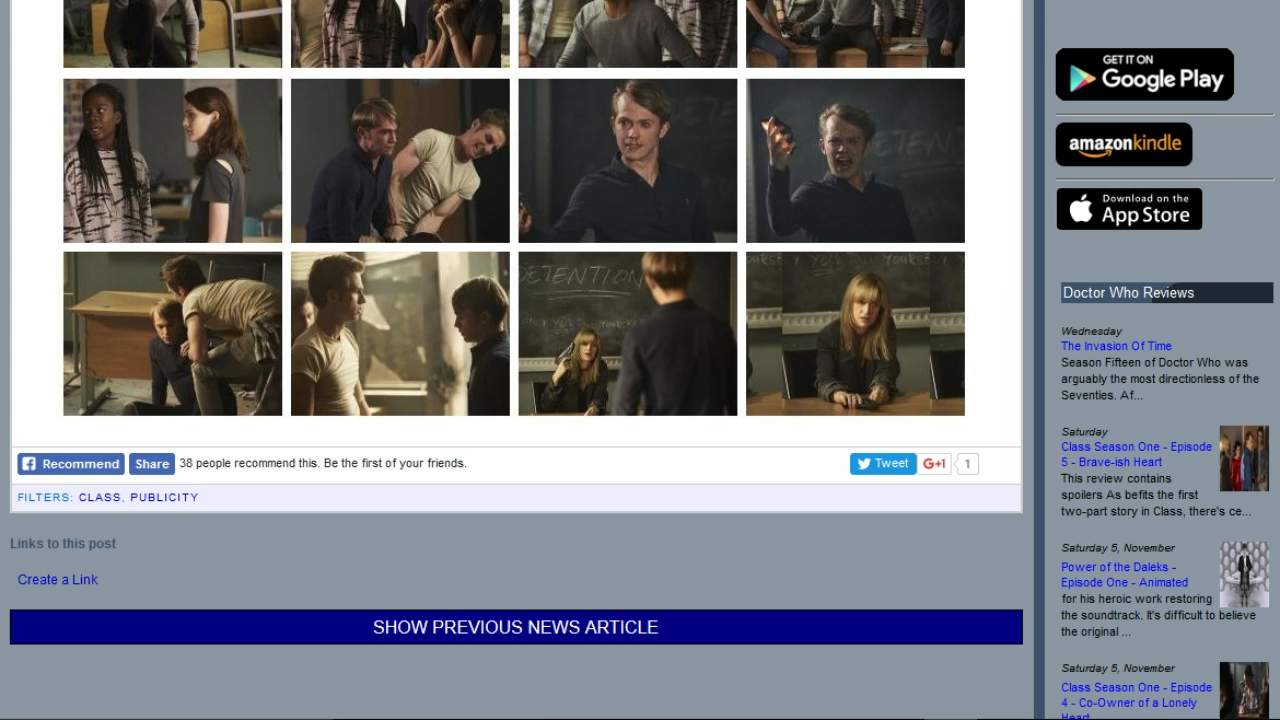 GET IT ON
Google Play
amazonkindle
Download on the
App Store
DETENTION
Recommend
Share
38 people recommend this. Be the first of your friends.
Tweet
G+1
1
FILTERS: CLASS, PUBLICITY
Links to this post
Create a Link
SHOW PREVIOUS NEWS ARTICLE
Doctor Who Reviews
Wednesday
The Invasion Of Time
Season Fifteen of Doctor Who was
arguably the most directionless of the
Seventies. Af...
Saturday
Class Season One - Episode
5 - Brave-ish Heart
This review contains
spoilers As befits the first
two-part story in Class, there's ce...
Saturday 5, November
Power of the Daleks -
Episode One - Animated
for his heroic work restoring
the soundtrack. It's difficult to believe
the original ...
Saturday 5, November
Class Season One - Episode
4 - Co-Owner of a Lonely
Heart